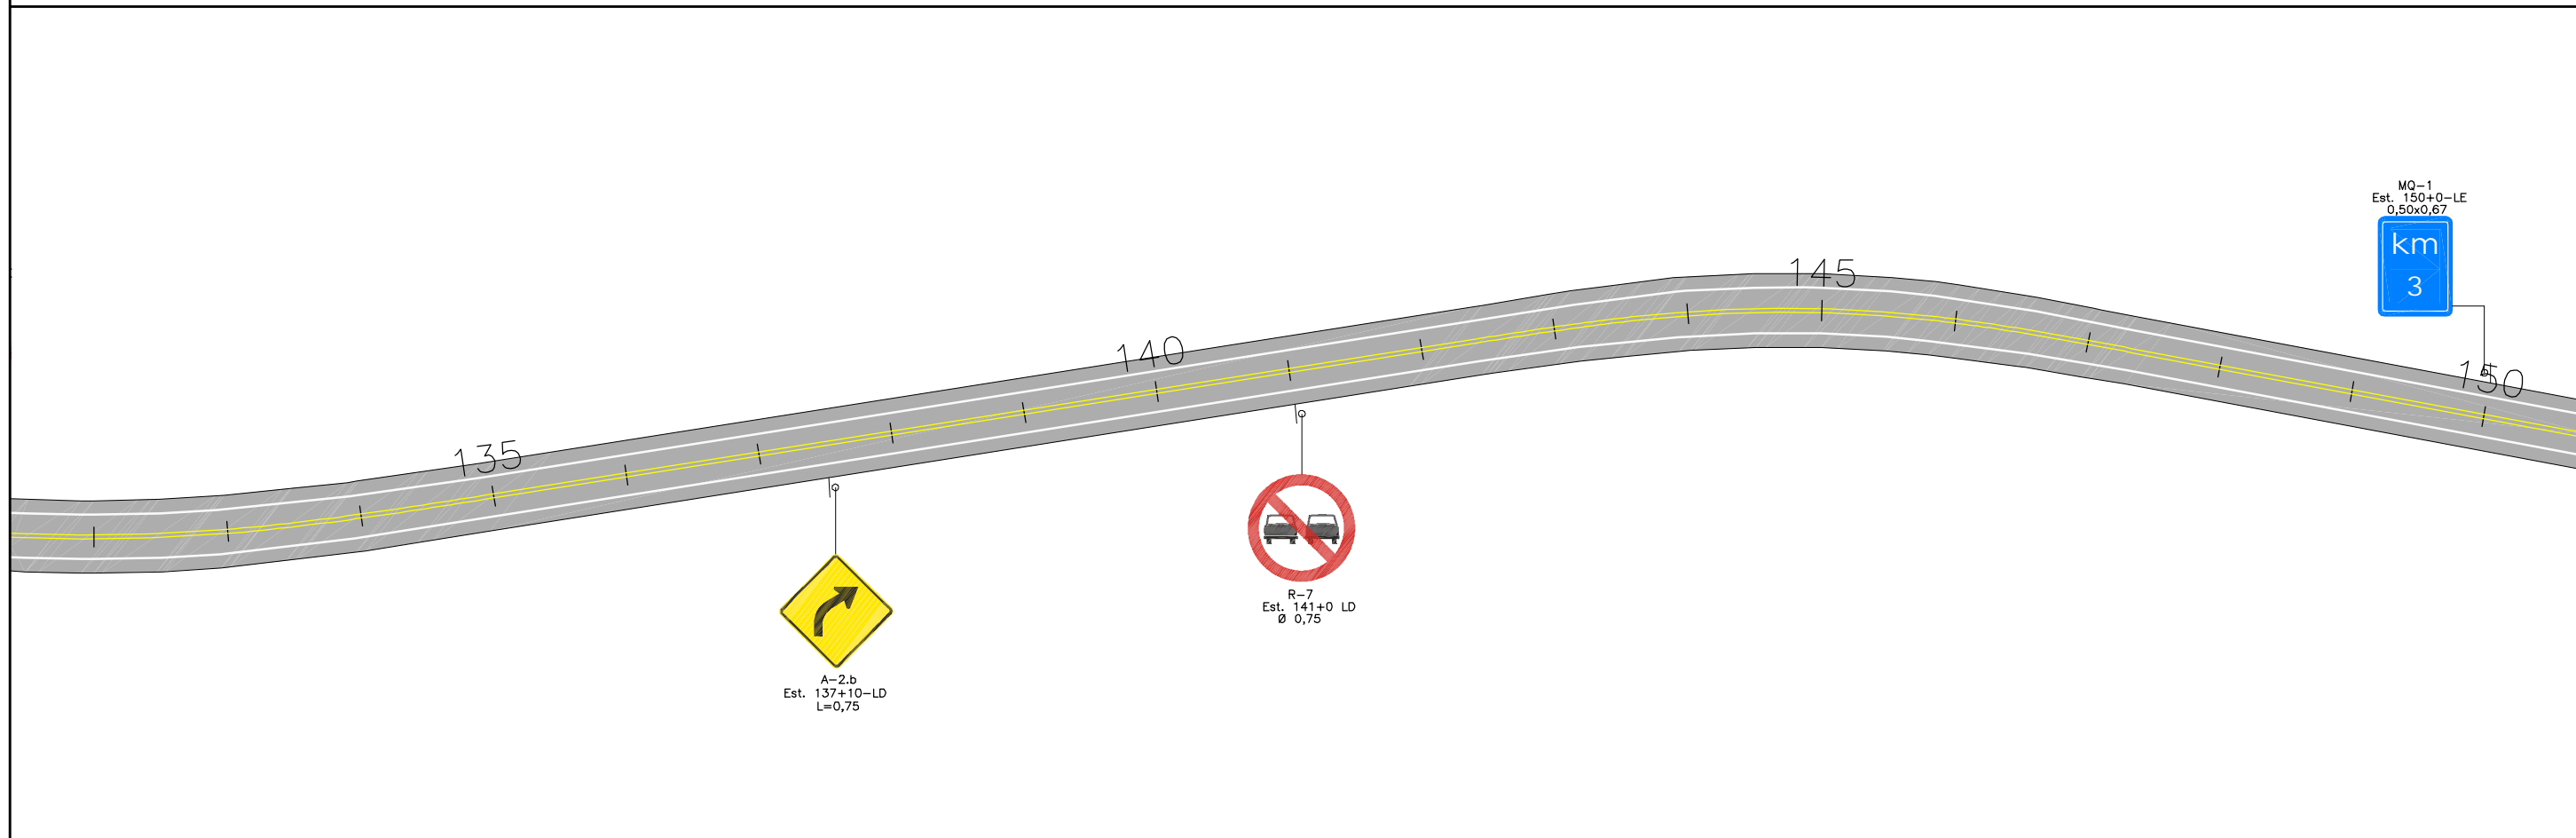 MQ-1
Est. 150+0-LE
0,50x0,67
km
3
145
150
140
135
R-7
Est. 141+0 LD
Ø 0,75
A-2.b
Est. 137+10-LD
L=0,75